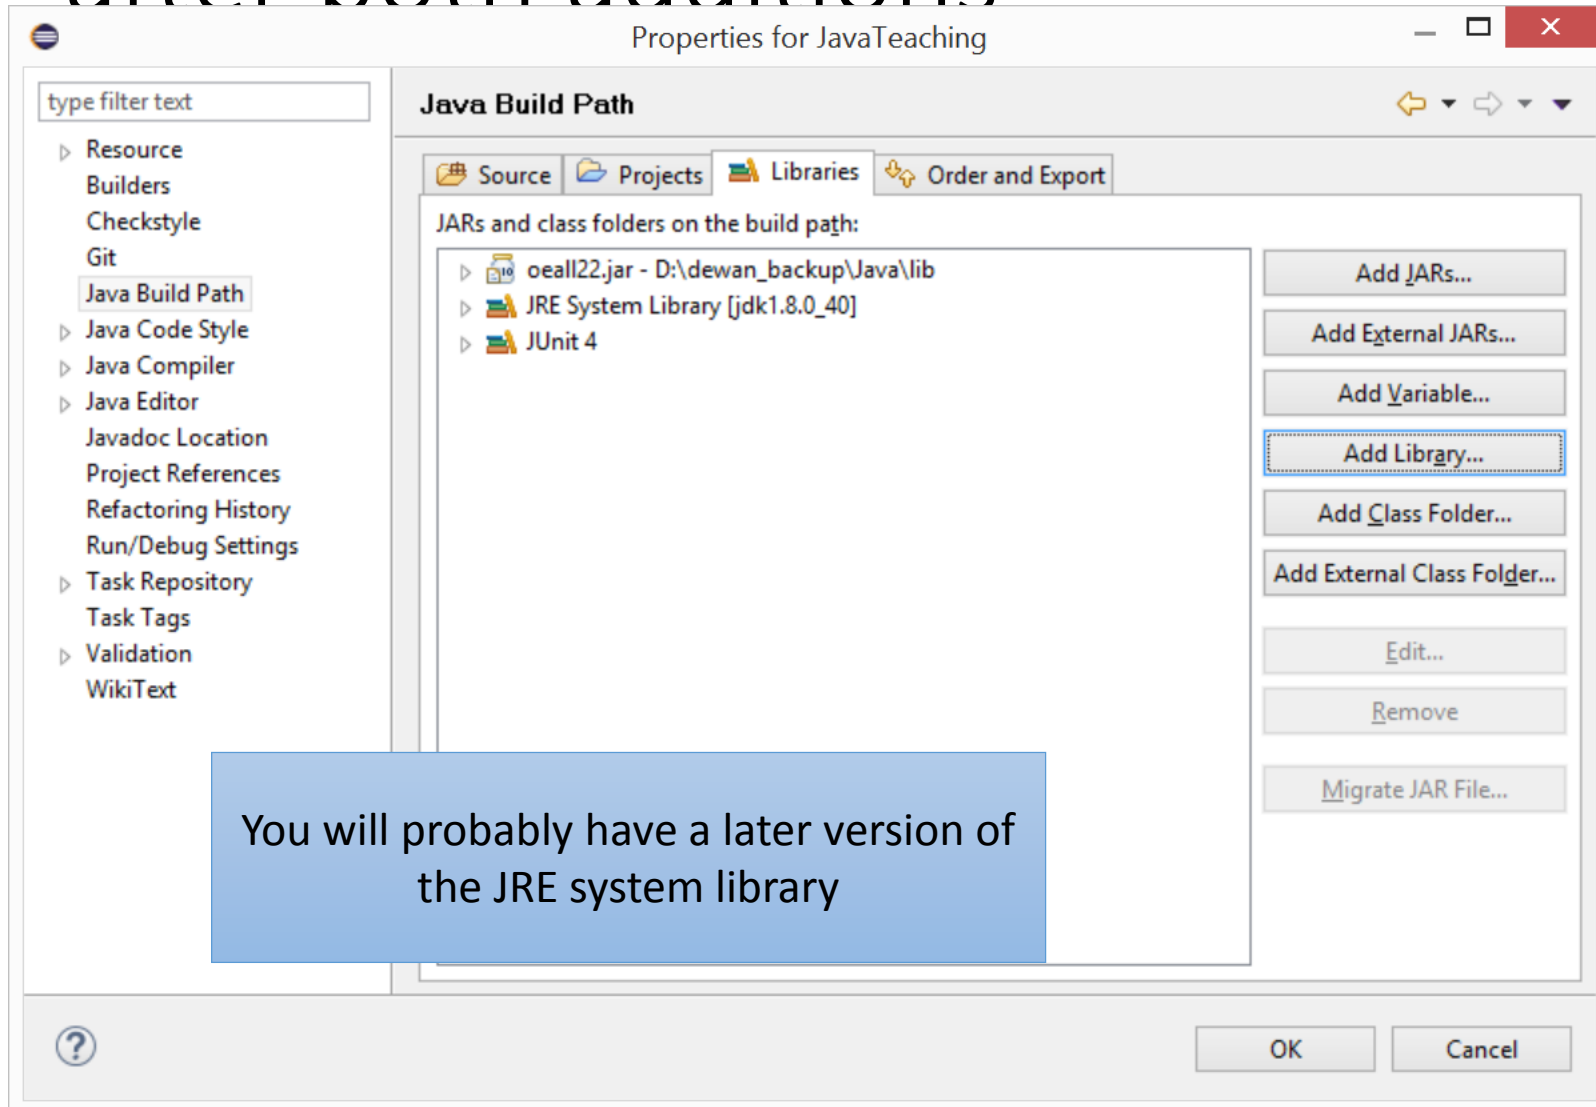 after both additions
Properties for JavaTeaching
type filter text
Resource
Builders
Checkstyle
Git
Java Build Path
Java Code Style
Java Compiler
Java Editor
Javadoc Location
Project References
Refactoring History
Run/Debug Settings
Task Repository
Task Tags
Validation
WikiText
Java Build Path
Source Projects Libraries Order and Export
JARs and class folders on the build path:
oeall22.jar - D:\dewan_backup\Java\lib
JRE System Library [jdk1.8.0_40]
JUnit 4
Add JARs...
Add External JARs...
Add Variable...
Add Library...
Add Class Folder...
Add External Class Folder...
Edit...
Remove
Migrate JAR File...
You will probably have a later version of
the JRE system library
OK Cancel